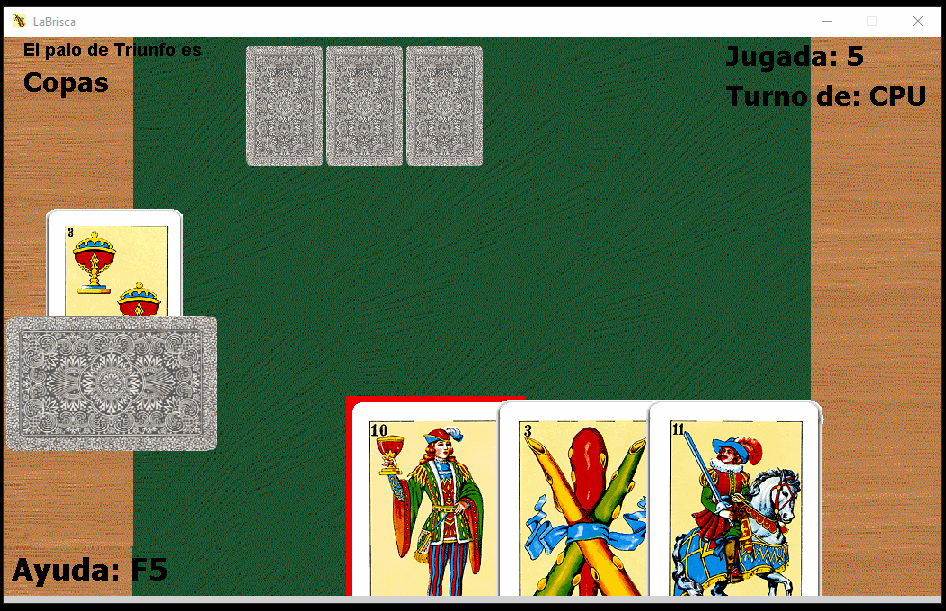 LaBrisca
El palo de Triunfo es
Copas
Jugada: 5
Turno de: CPU
3
10
3
11
Ayuda: F5